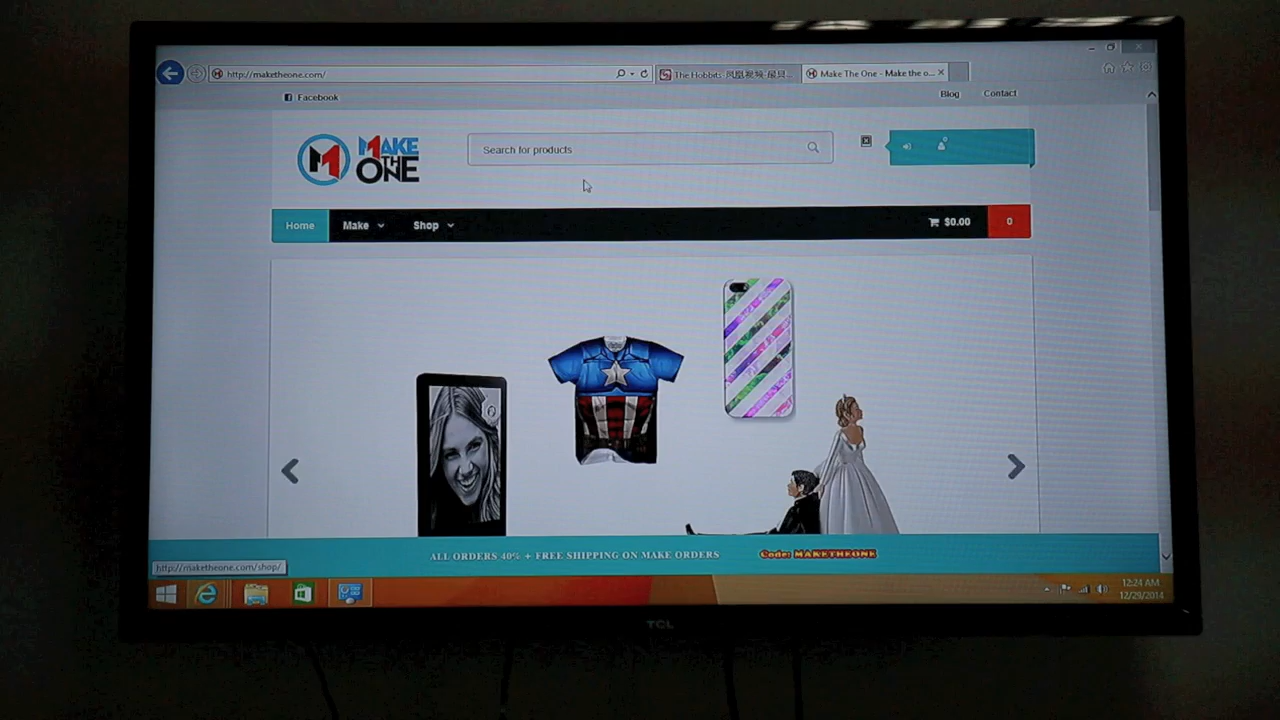 http://maketheone.com/
The Hobbit5
Make The One - Make the o...
Facebook
Blog
Contact
MAKE
THE
ONE
Search for products
Home
Make
Shop
$0.00
0
ALL ORDERS 40% + FREE SHIPPING ON MAKE ORDERS
Code: MAKETHEONE
http://maketheone.com/shop/
12:24 AM
12/29/2014
TCL